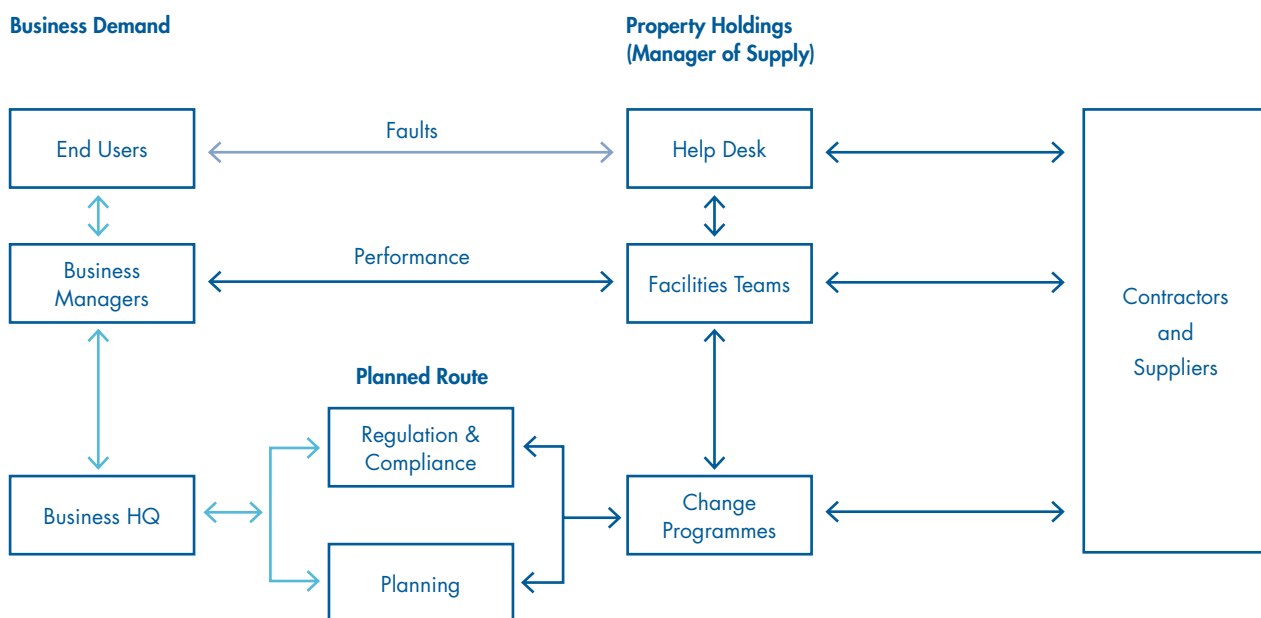 Business Demand
Property Holdings
(Manager of Supply)
End Users
Faults
Help Desk
Business
Managers
Performance
Facilities Teams
Contractors
and
Suppliers
Planned Route
Regulation &
Compliance
Business HQ
Change
Programmes
Planning